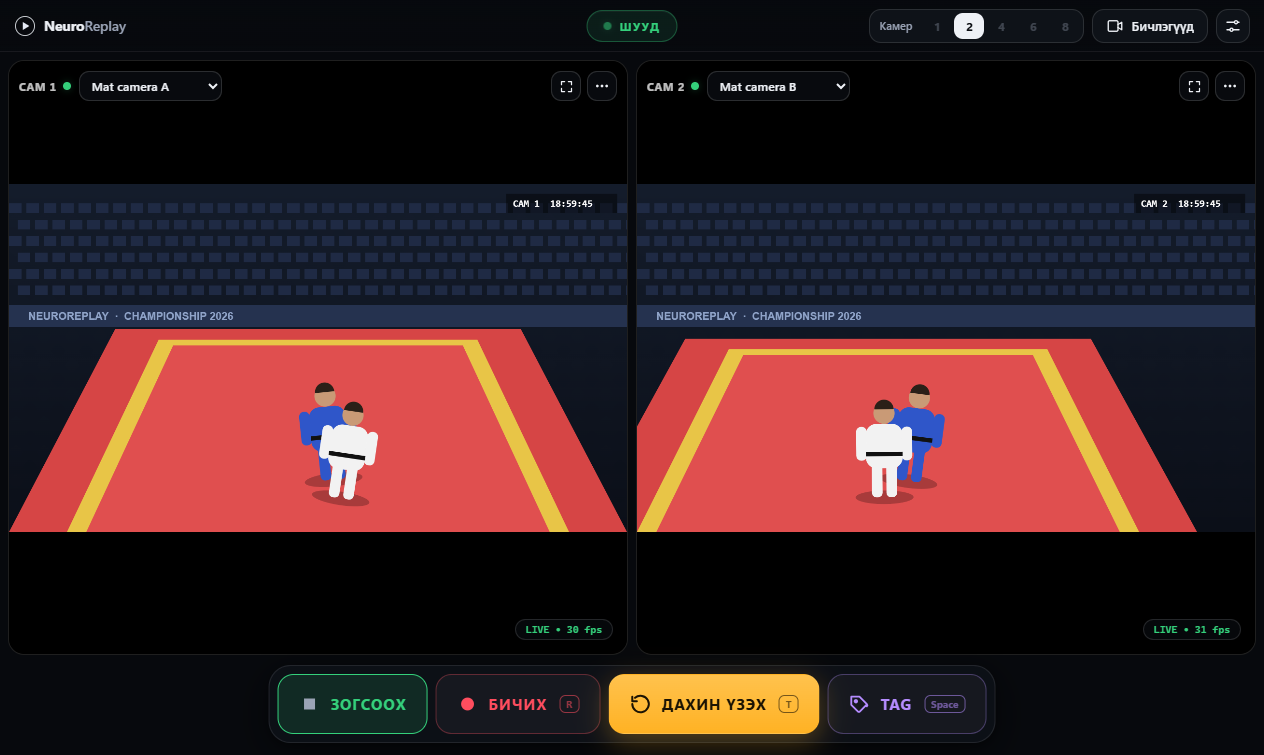 NeuroReplay
ШУУД
Камер 1 2 4 6 8
Бичлэгүүд
CAM 1
Mat camera A
CAM 2
Mat camera B
CAM 1 18:59:45
CAM 2 18:59:45
NEUROREPLAY · CHAMPIONSHIP 2026
NEUROREPLAY · CHAMPIONSHIP 2026
LIVE • 30 fps
LIVE • 31 fps
ЗОГСООХ
БИЧИХ R
ДАХИН ҮЗЭХ T
TAG Space